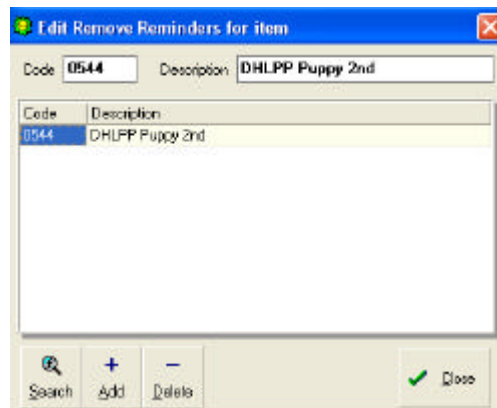 Edit Remove Reminders for item
Code 0544 Description DHLPP Puppy 2nd
Code Description
0544 DHLPP Puppy 2nd
Search Add Delete Close